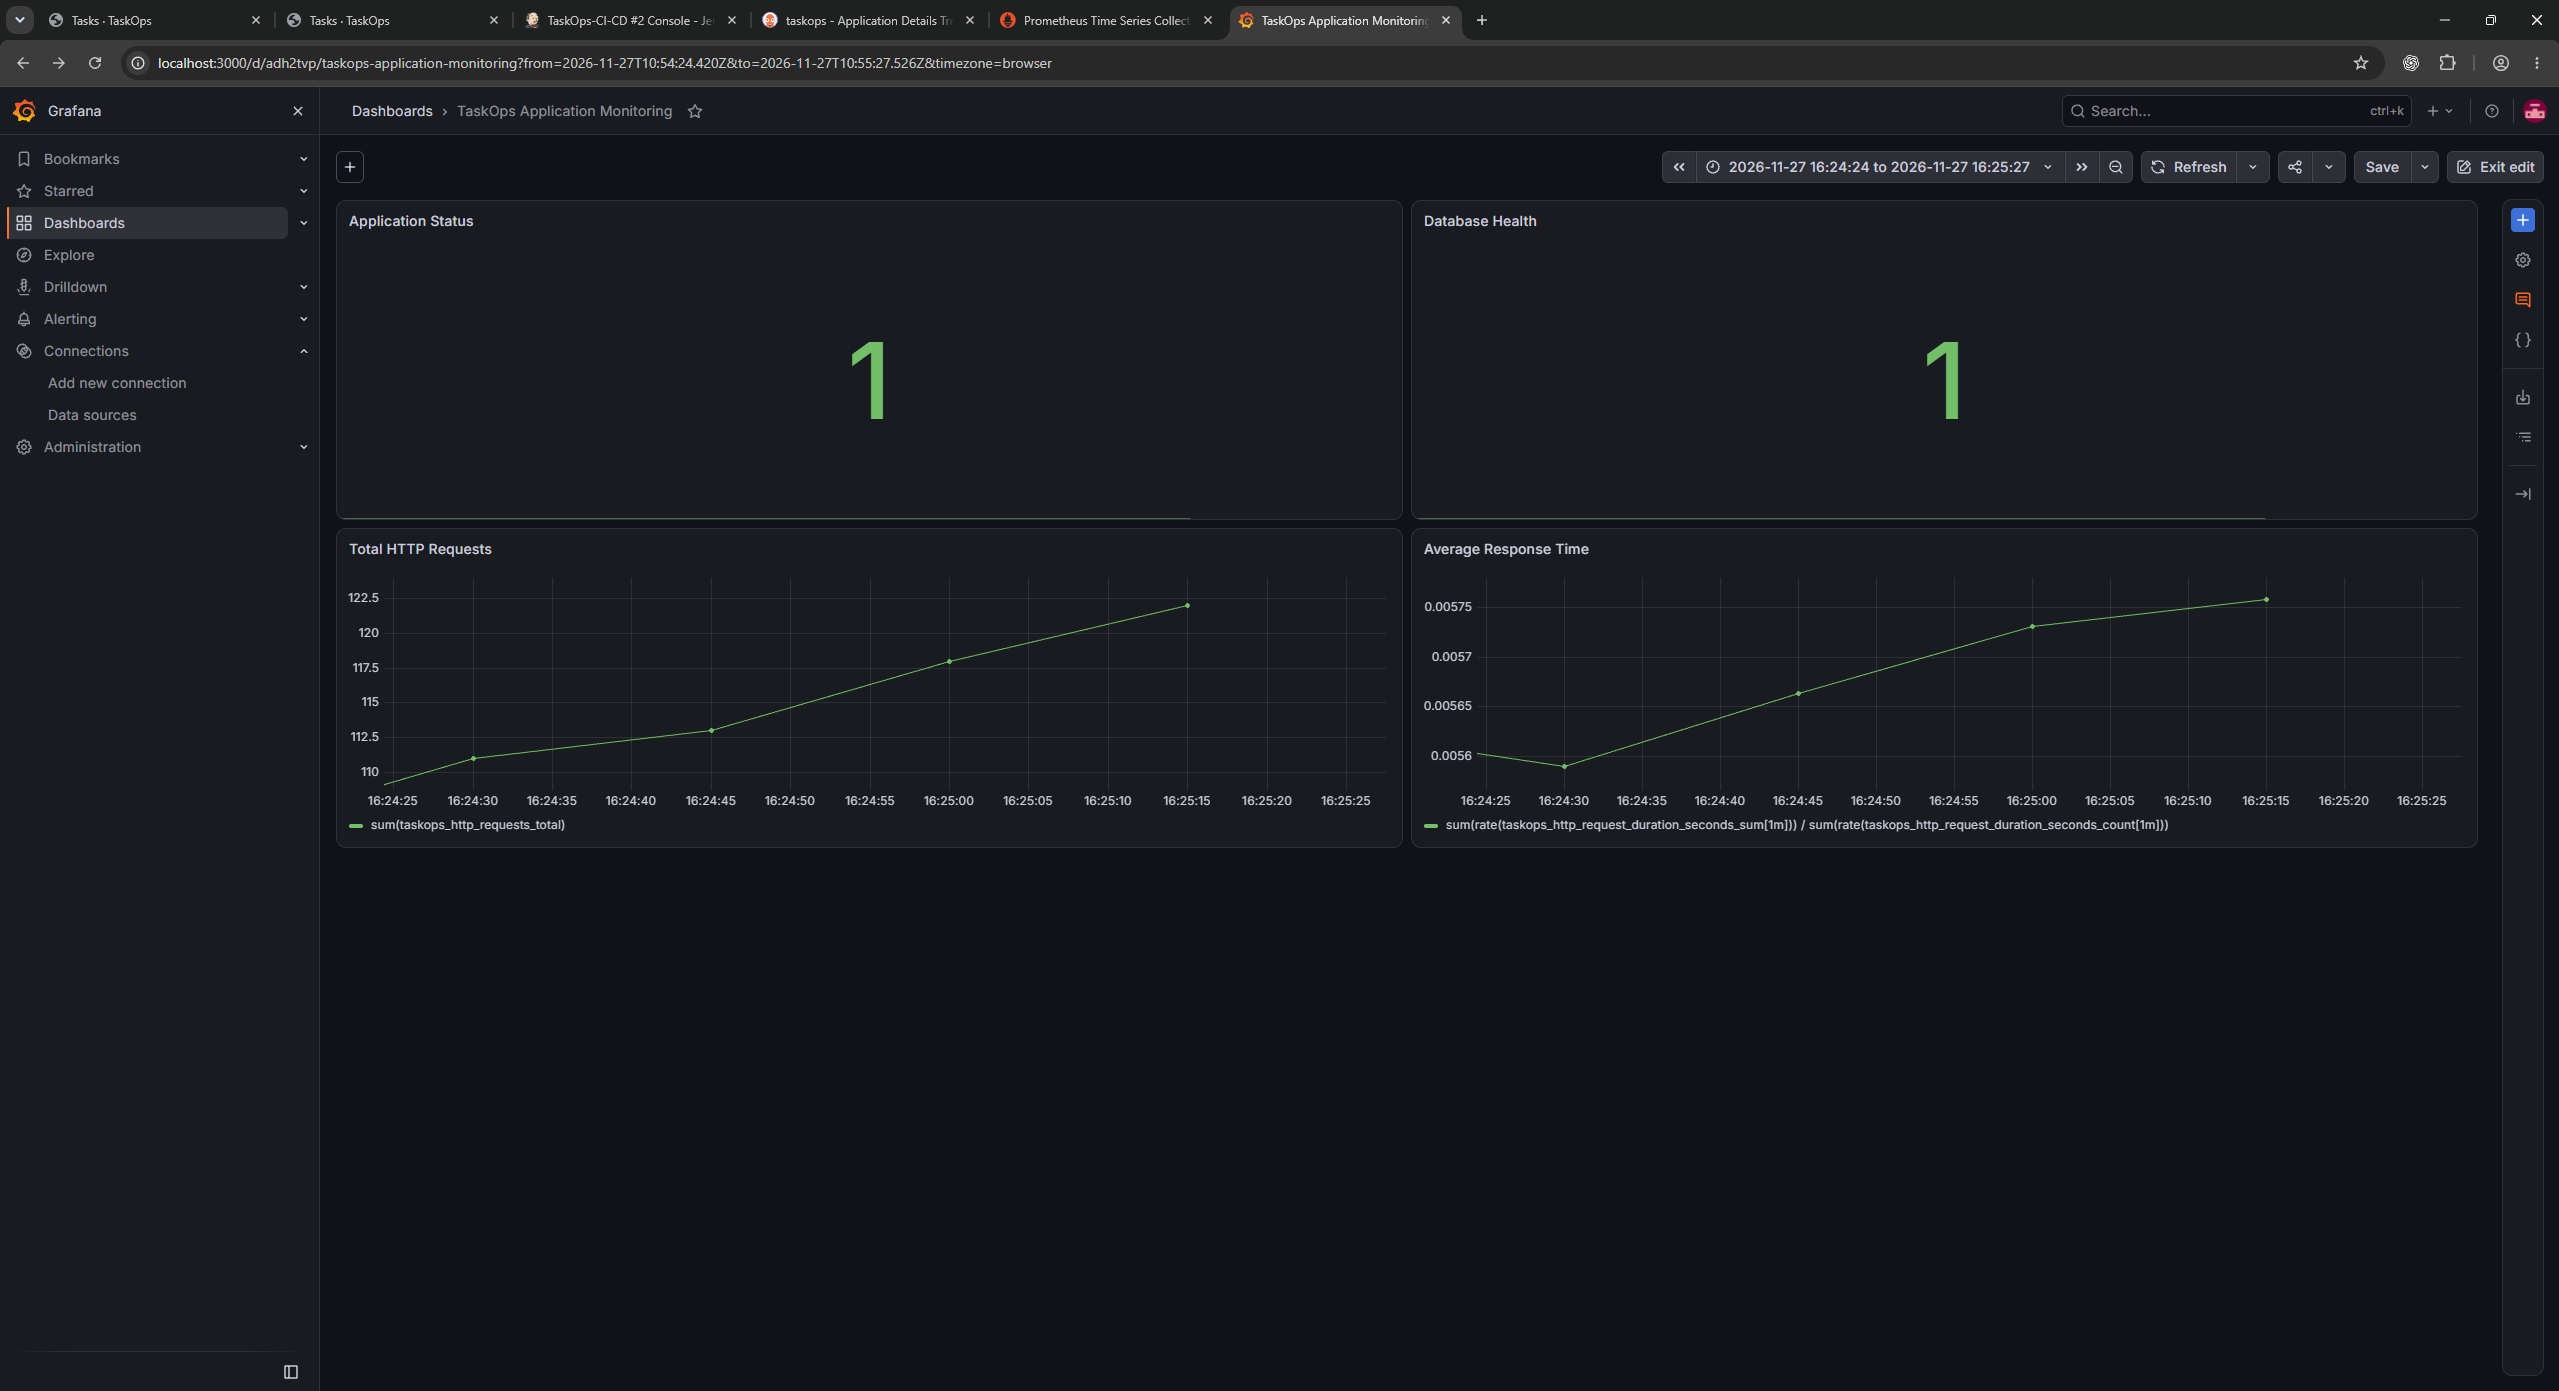 Tasks · TaskOps
Tasks · TaskOps
TaskOps-CI-CD #2 Console - Je
taskops - Application Details Tre
Prometheus Time Series Collect
TaskOps Application Monitoring
localhost:3000/d/adh2tvp/taskops-application-monitoring?from=2026-11-27T10:54:24.420Z&to=2026-11-27T10:55:27.526Z&timezone=browser
Grafana
Dashboards › TaskOps Application Monitoring
Search... ctrl+k
Bookmarks
Starred
Dashboards
Explore
Drilldown
Alerting
Connections
Add new connection
Data sources
Administration
2026-11-27 16:24:24 to 2026-11-27 16:25:27
Refresh
Save
Exit edit
Application Status
1
Database Health
1
Total HTTP Requests
122.5
120
117.5
115
112.5
110
16:24:25 16:24:30 16:24:35 16:24:40 16:24:45 16:24:50 16:24:55 16:25:00 16:25:05 16:25:10 16:25:15 16:25:20 16:25:25
sum(taskops_http_requests_total)
Average Response Time
0.00575
0.0057
0.00565
0.0056
16:24:25 16:24:30 16:24:35 16:24:40 16:24:45 16:24:50 16:24:55 16:25:00 16:25:05 16:25:10 16:25:15 16:25:20 16:25:25
sum(rate(taskops_http_request_duration_seconds_sum[1m])) / sum(rate(taskops_http_request_duration_seconds_count[1m]))